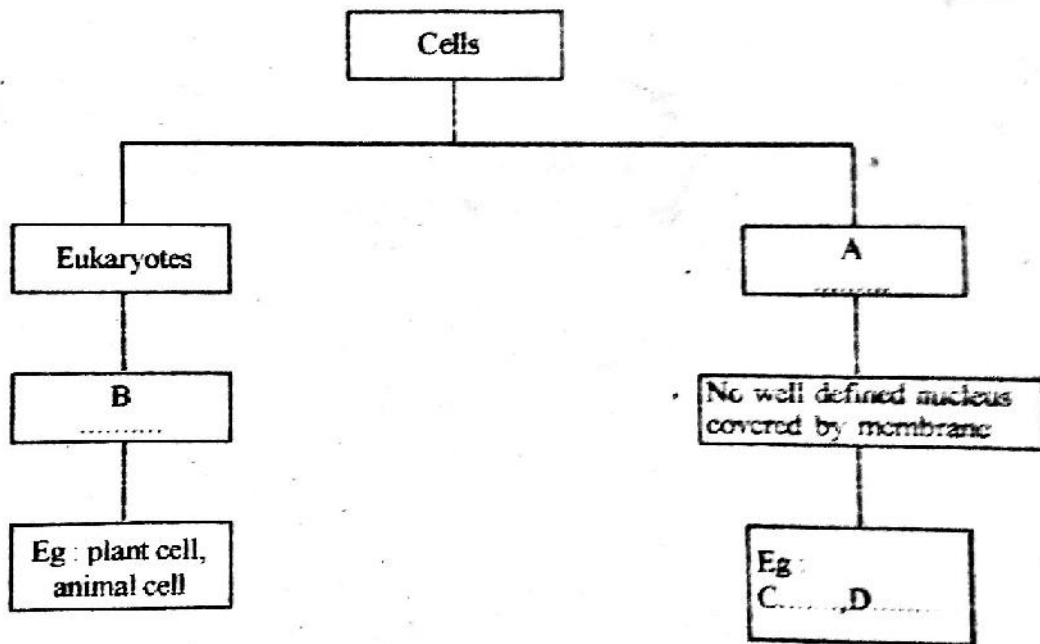 Cells
Eukaryotes
A
..........
B
..........
No well defined nucleus
covered by membrane
Eg : plant cell,
animal cell
Eg :
C.......,D.........